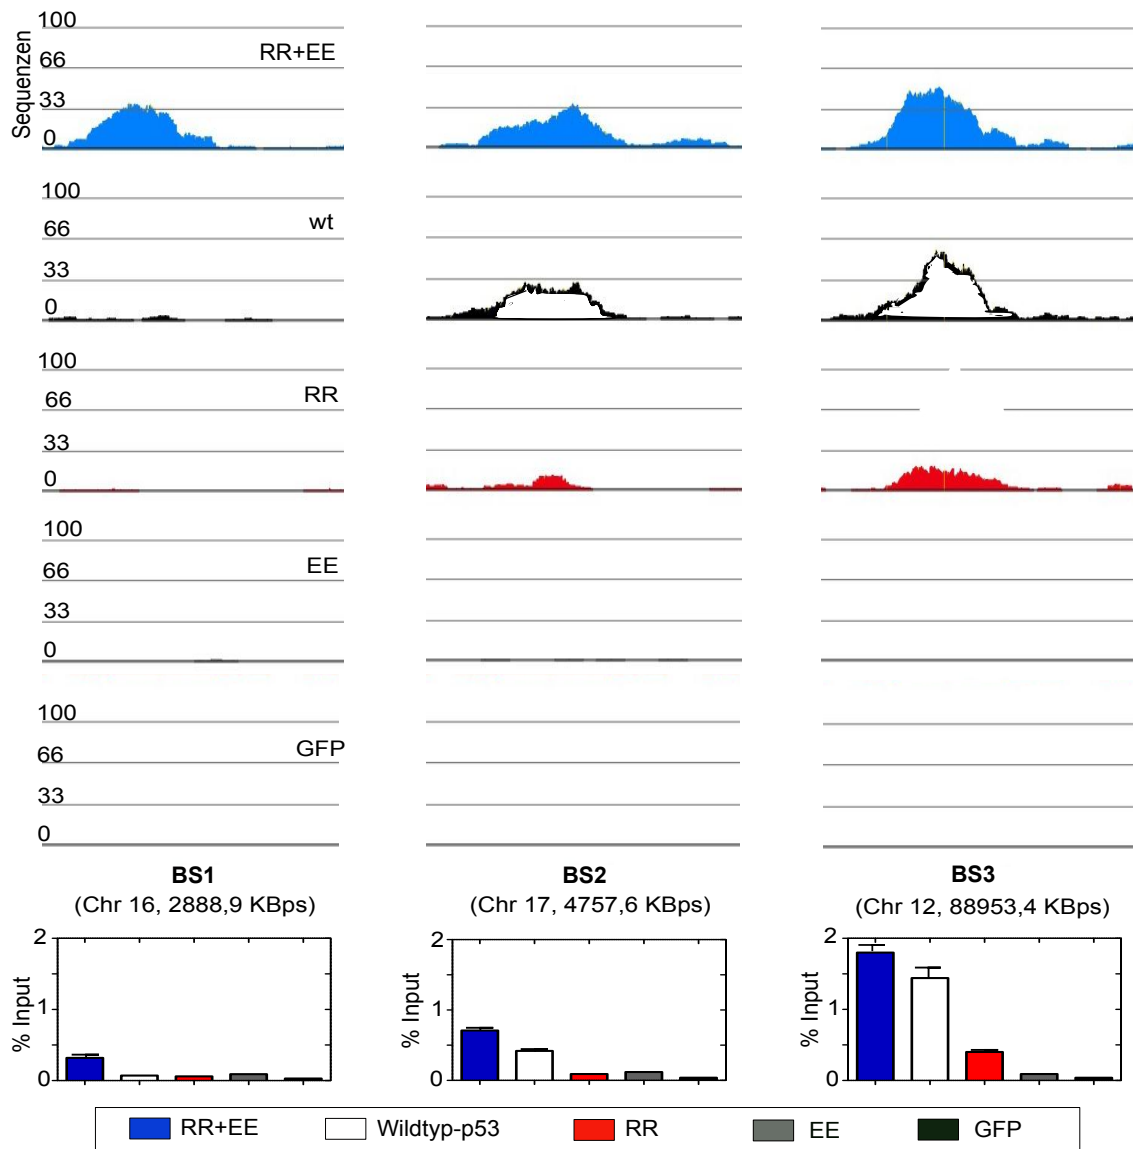 Sequenzen
100
66
33
0
RR+EE
100
66
33
0
wt
100
66
33
0
RR
100
66
33
0
EE
100
66
33
0
GFP
BS1
(Chr 16, 2888,9 KBps)
BS2
(Chr 17, 4757,6 KBps)
BS3
(Chr 12, 88953,4 KBps)
% Input
2
1
0
% Input
2
1
0
% Input
2
1
0
RR+EE
Wildtyp-p53
RR
EE
GFP